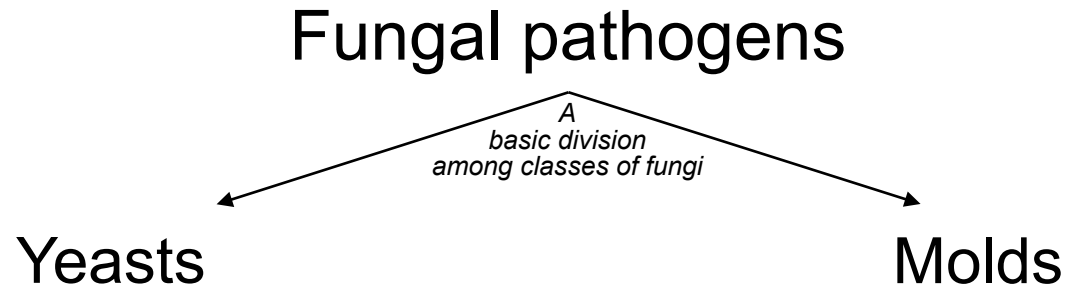 Fungal pathogens
A
basic division
among classes of fungi
Yeasts
Molds